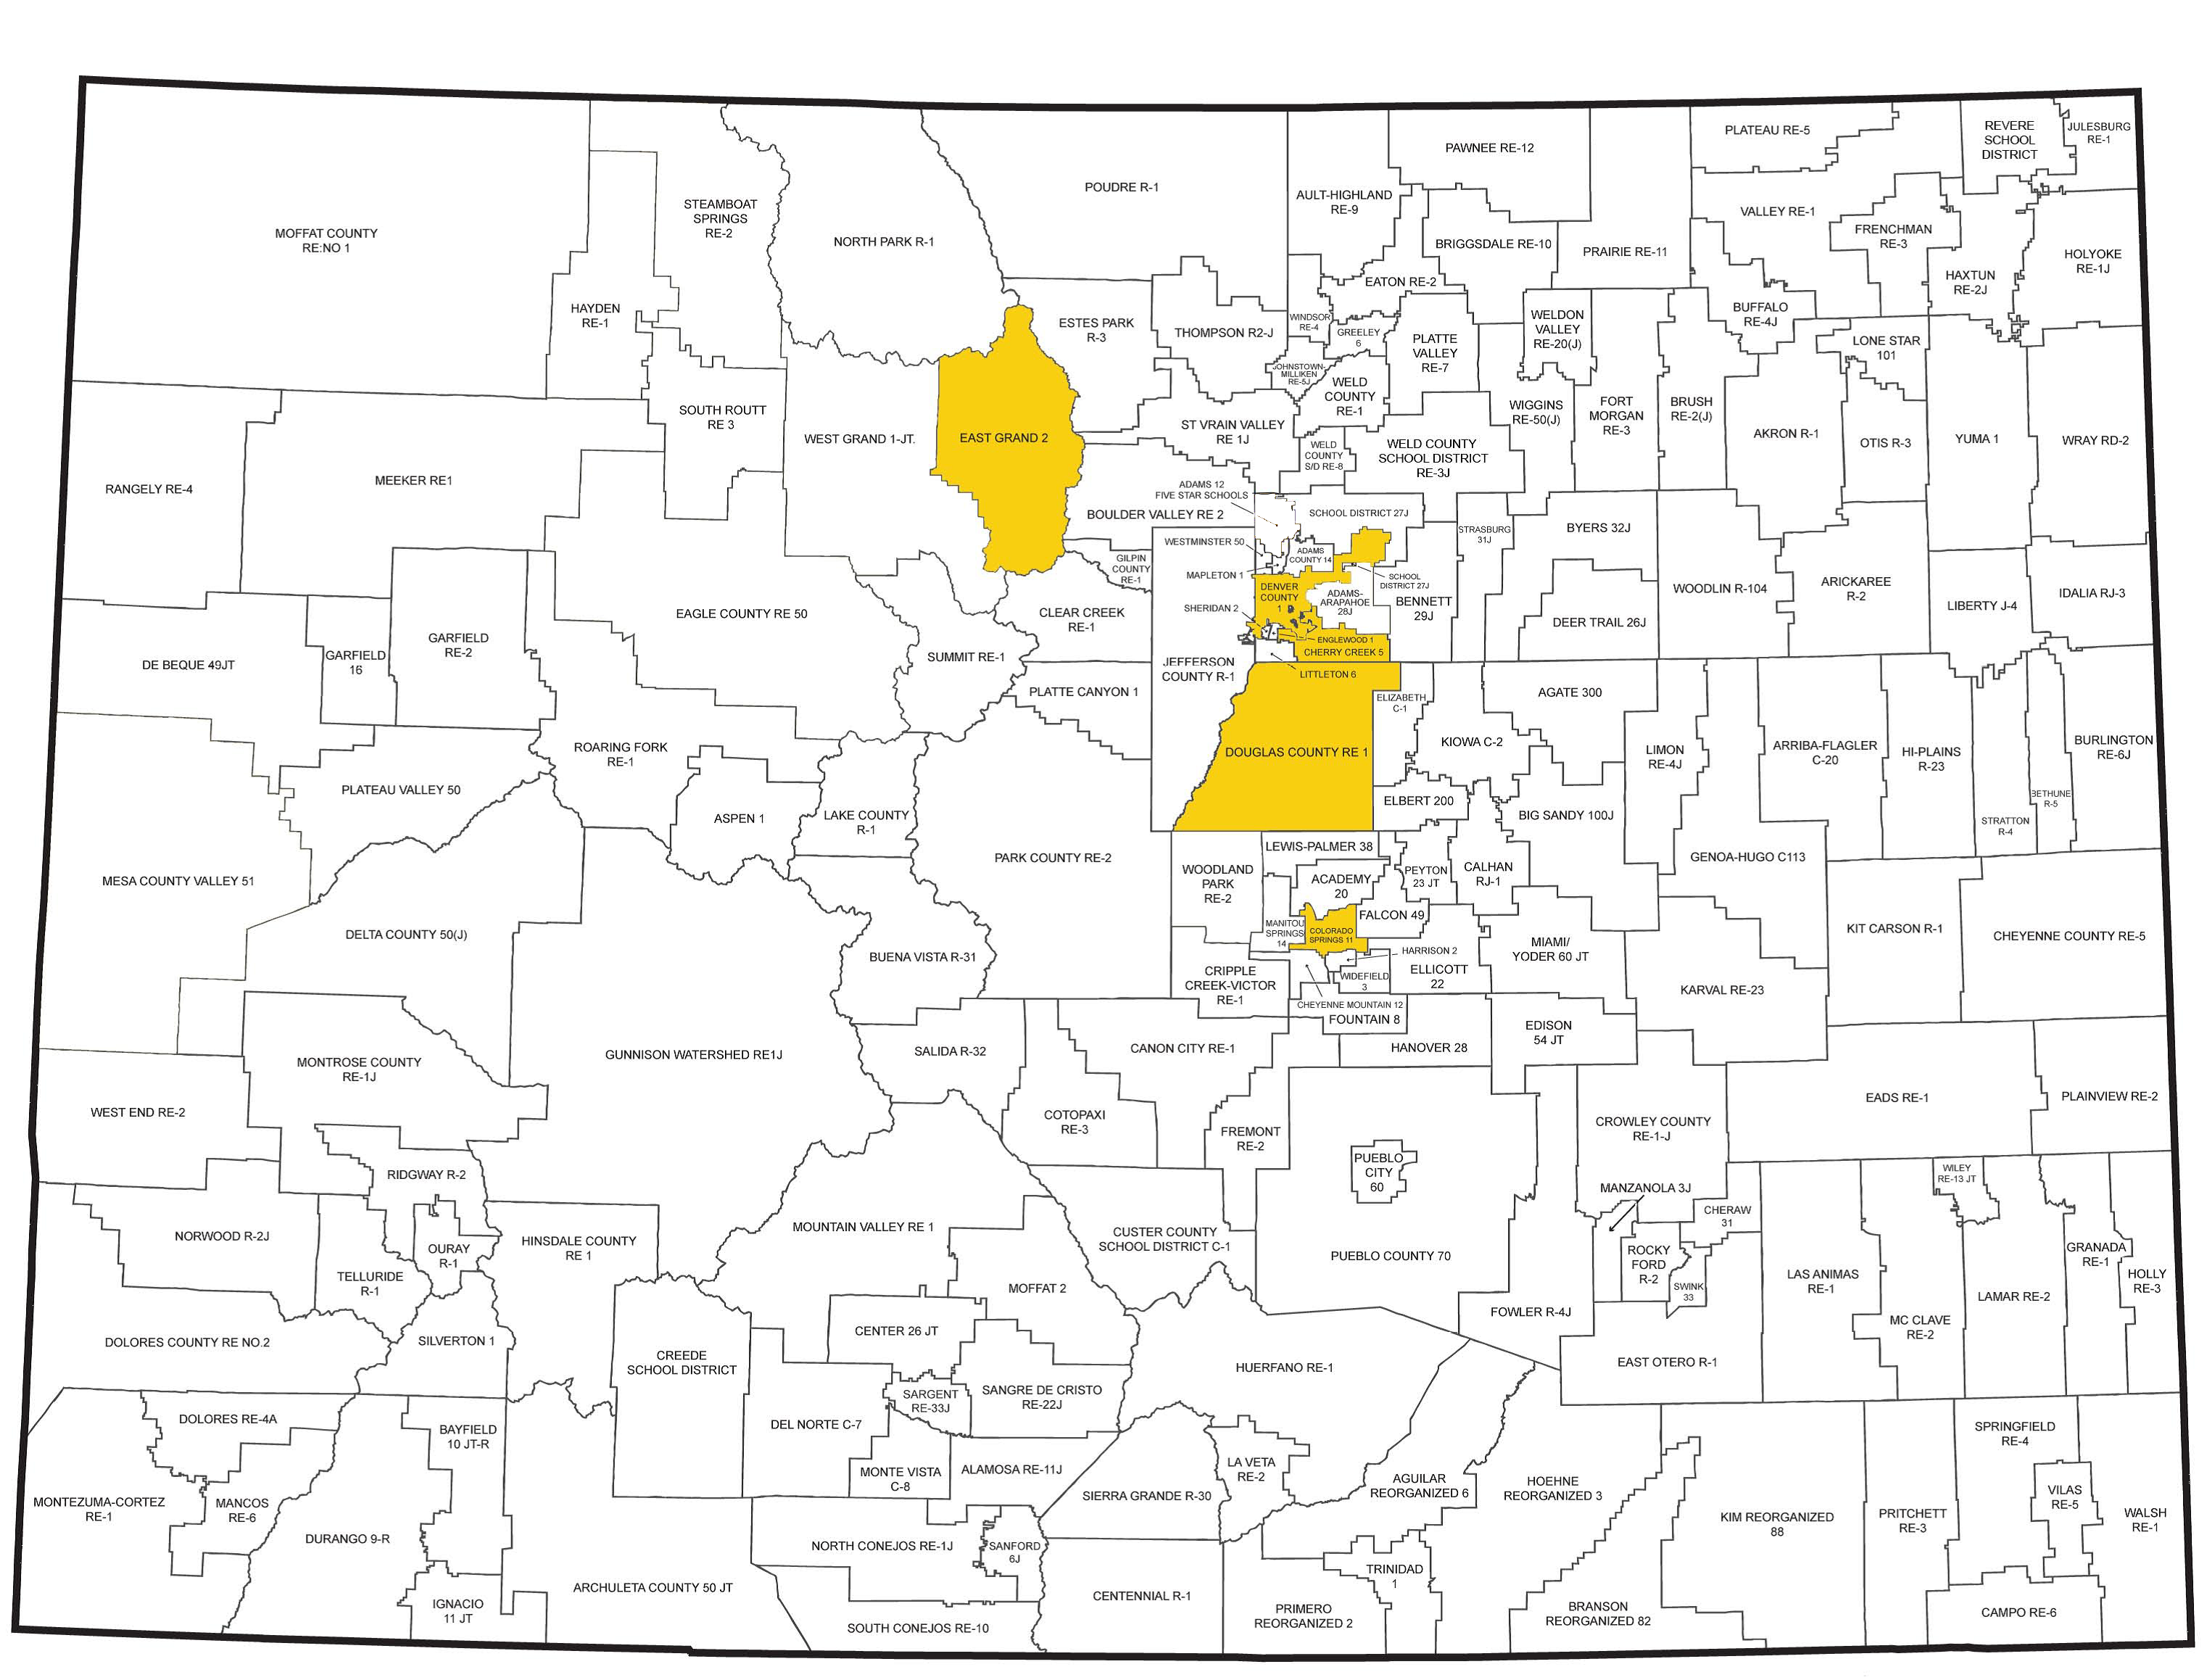 MOFFAT COUNTY
RE:NO 1
HAYDEN
RE-1
STEAMBOAT
SPRINGS
RE-2
NORTH PARK R-1
POUDRE R-1
AULT-HIGHLAND
RE-9
PAWNEE RE-12
BRIGGSDALE RE-10
PRAIRIE RE-11
PLATEAU RE-5
REVERE
SCHOOL
DISTRICT
JULESBURG
RE-1
VALLEY RE-1
FRENCHMAN
RE-3
HAXTUN
RE-2J
HOLYOKE
RE-1J
BUFFALO
RE-4J
LONE STAR
101
EATON RE-2
WINDSOR
RE-4
GREELEY
6
PLATTE
VALLEY
RE-7
WELDON
VALLEY
RE-20(J)
ESTES PARK
R-3
THOMPSON R2-J
JOHNSTOWN-
MILLIKEN
RE-5J
WELD
COUNTY
RE-1
WIGGINS
RE-50(J)
FORT
MORGAN
RE-3
BRUSH
RE-2(J)
AKRON R-1
OTIS R-3
YUMA 1
WRAY RD-2
SOUTH ROUTT
RE 3
WEST GRAND 1-JT.
EAST GRAND 2
ST VRAIN VALLEY
RE 1J
WELD
COUNTY
S/D RE-8
WELD COUNTY
SCHOOL DISTRICT
RE-3J
RANGELY RE-4
MEEKER RE1
ADAMS 12
FIVE STAR SCHOOLS
BOULDER VALLEY RE 2
SCHOOL DISTRICT 27J
STRASBURG
31J
BYERS 32J
WESTMINSTER 50
ADAMS
COUNTY 14
GILPIN
COUNTY
RE-1
MAPLETON 1
SCHOOL
DISTRICT 27J
DENVER
COUNTY
1
ADAMS-
ARAPAHOE
28J
BENNETT
29J
WOODLIN R-104
ARICKAREE
R-2
LIBERTY J-4
IDALIA RJ-3
DEER TRAIL 26J
EAGLE COUNTY RE 50
CLEAR CREEK
RE-1
SHERIDAN 2
ENGLEWOOD 1
CHERRY CREEK 5
LITTLETON 6
GARFIELD
RE-2
GARFIELD
16
DE BEQUE 49JT
SUMMIT RE-1
JEFFERSON
COUNTY R-1
PLATTE CANYON 1
ELIZABETH
C-1
AGATE 300
KIOWA C-2
DOUGLAS COUNTY RE 1
LIMON
RE-4J
ARRIBA-FLAGLER
C-20
HI-PLAINS
R-23
BURLINGTON
RE-6J
BETHUNE
R-5
STRATTON
R-4
ROARING FORK
RE-1
PLATEAU VALLEY 50
ASPEN 1
LAKE COUNTY
R-1
ELBERT 200
BIG SANDY 100J
PARK COUNTY RE-2
LEWIS-PALMER 38
WOODLAND
PARK
RE-2
ACADEMY
20
PEYTON
23 JT
CALHAN
RJ-1
GENOA-HUGO C113
MESA COUNTY VALLEY 51
DELTA COUNTY 50(J)
FALCON 49
MANITOU
SPRINGS
14
COLORADO
SPRINGS 11
KIT CARSON R-1
CHEYENNE COUNTY RE-5
MIAMI/
YODER 60 JT
BUENA VISTA R-31
HARRISON 2
CRIPPLE
CREEK-VICTOR
RE-1
WIDEFIELD
3
ELLICOTT
22
KARVAL RE-23
CHEYENNE MOUNTAIN 12
FOUNTAIN 8
EDISON
54 JT
HANOVER 28
GUNNISON WATERSHED RE1J
SALIDA R-32
CANON CITY RE-1
MONTROSE COUNTY
RE-1J
WEST END RE-2
COTOPAXI
RE-3
FREMONT
RE-2
PUEBLO
CITY
60
CROWLEY COUNTY
RE-1-J
EADS RE-1
PLAINVIEW RE-2
RIDGWAY R-2
MANZANOLA 3J
WILEY
RE-13 JT
NORWOOD R-2J
OURAY
R-1
HINSDALE COUNTY
RE 1
MOUNTAIN VALLEY RE 1
CUSTER COUNTY
SCHOOL DISTRICT C-1
PUEBLO COUNTY 70
CHERAW
31
ROCKY
FORD
R-2
SWINK
33
LAS ANIMAS
RE-1
GRANADA
RE-1
HOLLY
RE-3
TELLURIDE
R-1
MOFFAT 2
LAMAR RE-2
FOWLER R-4J
MC CLAVE
RE-2
DOLORES COUNTY RE NO.2
SILVERTON 1
CENTER 26 JT
CREEDE
SCHOOL DISTRICT
HUERFANO RE-1
EAST OTERO R-1
SARGENT
RE-33J
SANGRE DE CRISTO
RE-22J
DOLORES RE-4A
BAYFIELD
10 JT-R
DEL NORTE C-7
SPRINGFIELD
RE-4
MONTE VISTA
C-8
ALAMOSA RE-11J
LA VETA
RE-2
SIERRA GRANDE R-30
AGUILAR
REORGANIZED 6
HOEHNE
REORGANIZED 3
MONTEZUMA-CORTEZ
RE-1
MANCOS
RE-6
KIM REORGANIZED
88
PRITCHETT
RE-3
VILAS
RE-5
WALSH
RE-1
DURANGO 9-R
NORTH CONEJOS RE-1J
SANFORD
6J
TRINIDAD
1
ARCHULETA COUNTY 50 JT
CENTENNIAL R-1
IGNACIO
11 JT
PRIMERO
REORGANIZED 2
BRANSON
REORGANIZED 82
CAMPO RE-6
SOUTH CONEJOS RE-10